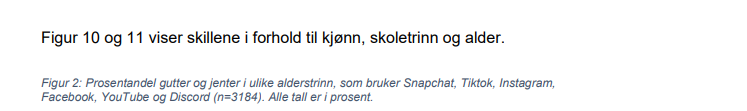 Figur 10 og 11 viser skillene i forhold til kjønn, skoletrinn og alder.
Figur 2: Prosentandel gutter og jenter i ulike alderstrinn, som bruker Snapchat, Tiktok, Instagram,
Facebook, YouTube og Discord (n=3184). Alle tall er i prosent.